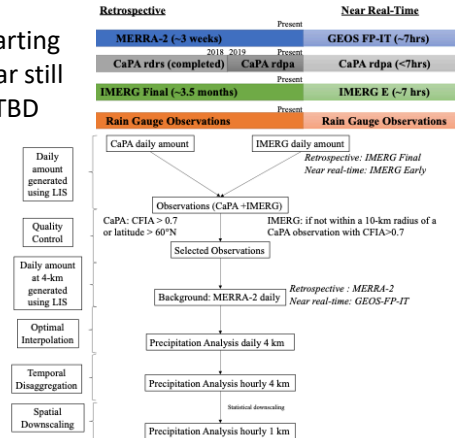 arting
ar still
TBD
Retrospective
Near Real-Time
Present
MERRA-2 (~3 weeks)
GEOS FP-IT (~7hrs)
2018 2019 Present
CaPA rdrs (completed)
CaPA rdpa
CaPA rdpa (<7hrs)
Present
IMERG Final (~3.5 months)
IMERG E (~7 hrs)
Present
Rain Gauge Observations
Rain Gauge Observations
CaPA daily amount
IMERG daily amount
Daily
amount
generated
using LIS
Retrospective: IMERG Final
Near real-time: IMERG Early
Observations (CaPA +IMERG)
Quality
Control
CaPA: CFIA > 0.7
or latitude > 60°N
IMERG: if not within a 10-km radius of a
CaPA observation with CFIA>0.7
Selected Observations
Daily amount
at 4-km
generated
using LIS
Background: MERRA-2 daily
Retrospective : MERRA-2
Near real-time: GEOS-FP-IT
Optimal
Interpolation
Precipitation Analysis daily 4 km
Temporal
Disaggregation
Precipitation Analysis hourly 4 km
Statistical downscaling
Spatial
Downscaling
Precipitation Analysis hourly 1 km